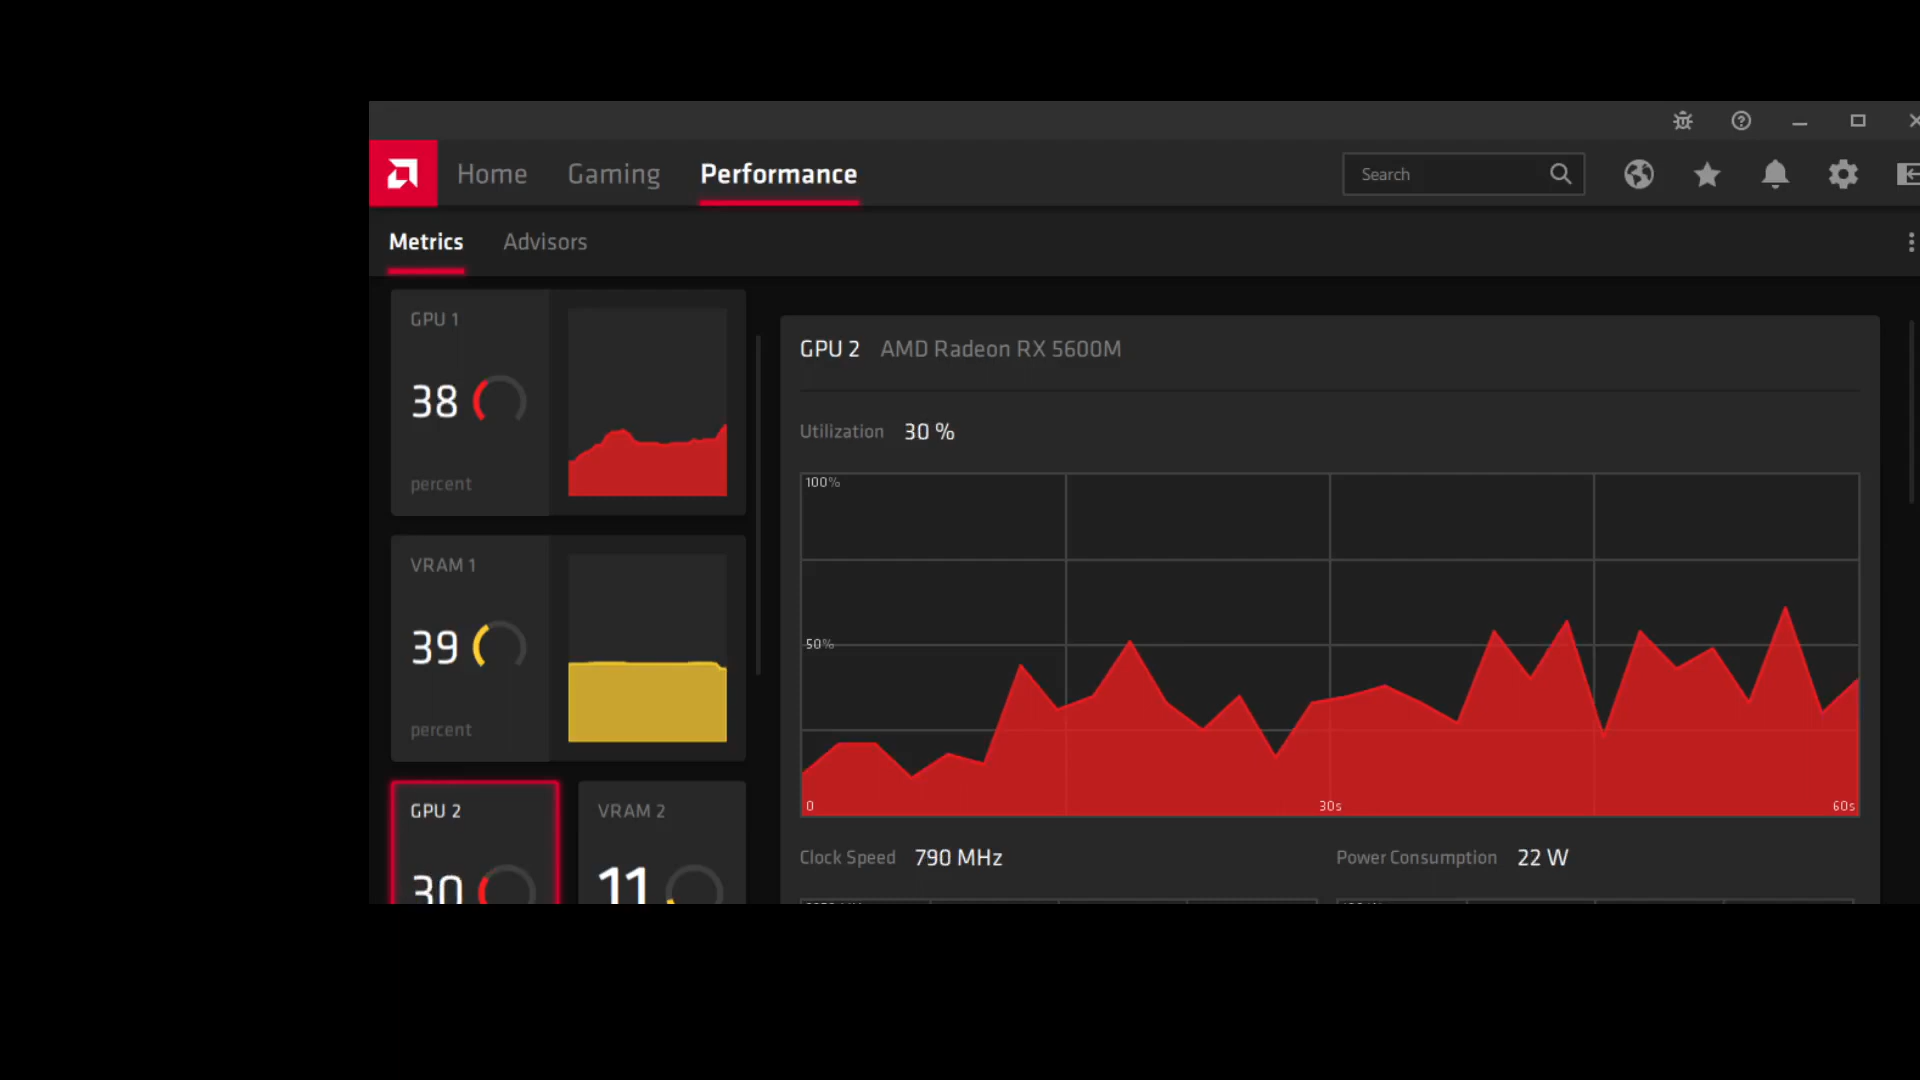 Home Gaming Performance Search
Metrics Advisors
GPU 1
38
percent
VRAM 1
39
percent
GPU 2
30
VRAM 2
11
GPU 2 AMD Radeon RX 5600M
Utilization 30 %
100%
50%
0 30s 60s
Clock Speed 790 MHz Power Consumption 22 W